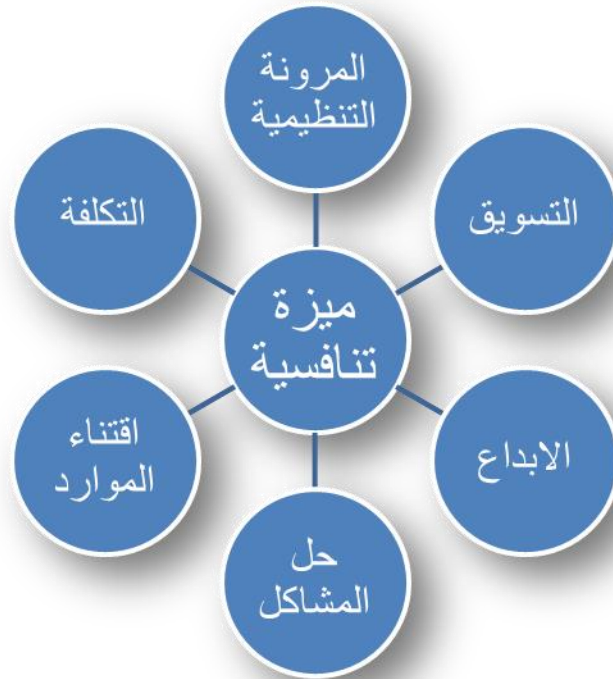 المرونة
التنظيمية
التسويق
التكلفة
ميزة
تنافسية
الابداع
اقتناء
الموارد
حل
المشاكل